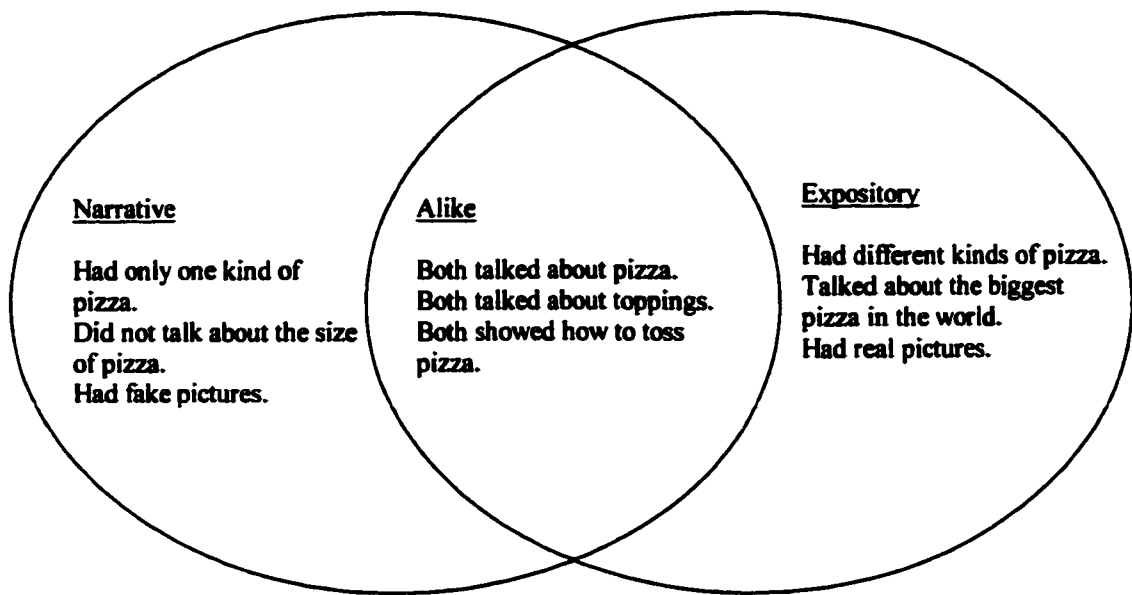 Narrative
Had only one kind of
pizza.
Did not talk about the size
of pizza.
Had fake pictures.
Alike
Both talked about pizza.
Both talked about toppings.
Both showed how to toss
pizza.
Expository
Had different kinds of pizza.
Talked about the biggest
pizza in the world.
Had real pictures.